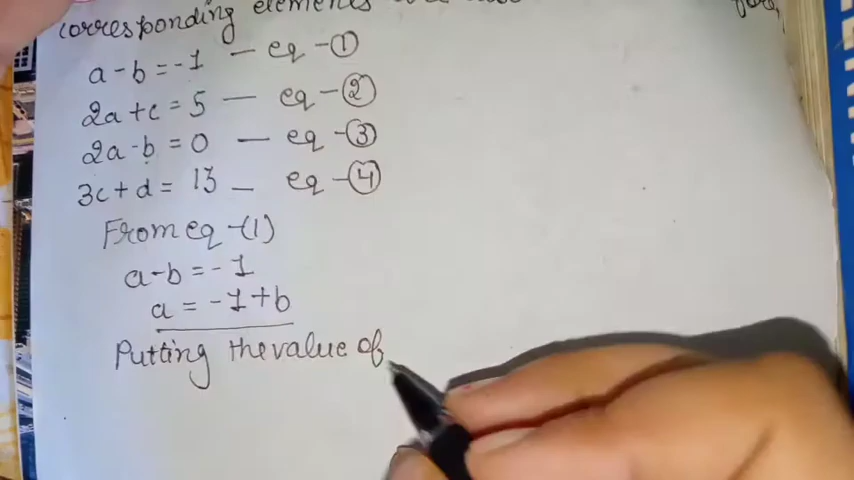 corresponding elements
a-b = -1 — eq-①
2a+c = 5 — eq-②
2a-b = 0 — eq-③
3c+d = 13 — eq-④
From eq-(1)
a-b = -1
a = -1+b
Putting the value of